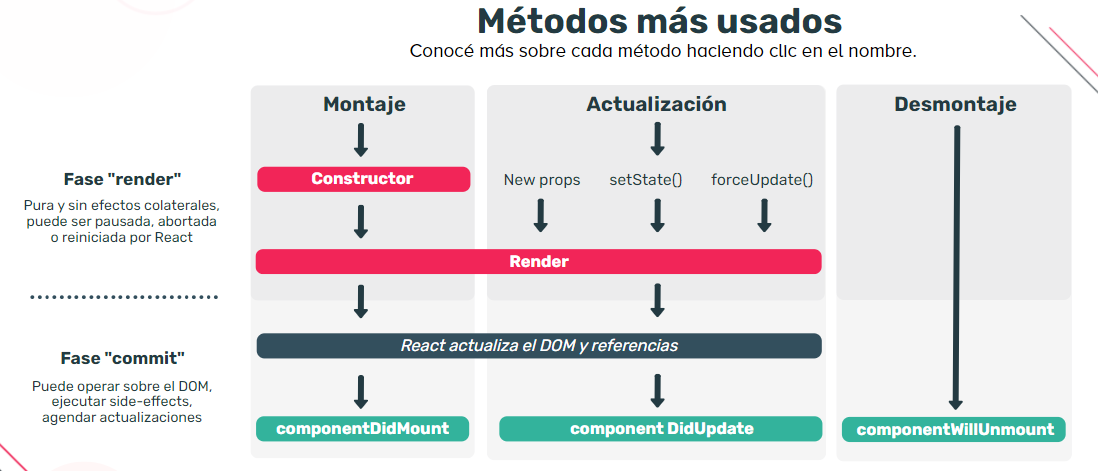 Métodos más usados
Conocé más sobre cada método haciendo clic en el nombre.
Montaje
Actualización
Desmontaje
Fase "render"
Pura y sin efectos colaterales,
puede ser pausada, abortada
o reiniciada por React
Constructor
New props
setState()
forceUpdate()
Render
Fase "commit"
Puede operar sobre el DOM,
ejecutar side-effects,
agendar actualizaciones
React actualiza el DOM y referencias
componentDidMount
component DidUpdate
componentWillUnmount